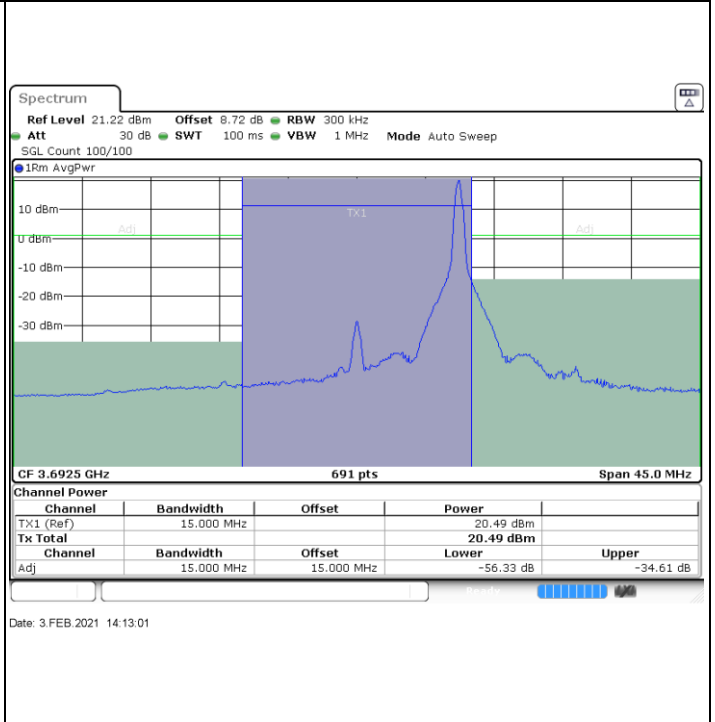 Spectrum
Ref Level 21.22 dBm Offset 8.72 dB RBW 300 kHz
Att 30 dB SWT 100 ms VBW 1 MHz Mode Auto Sweep
SGL Count 100/100
1Rm AvgPwr
10 dBm
TX1
Adj Adj
0 dBm
-10 dBm
-20 dBm
-30 dBm
CF 3.6925 GHz 691 pts Span 45.0 MHz
Channel Power
Channel Bandwidth Offset Power
TX1 (Ref) 15.000 MHz 20.49 dBm
Tx Total 20.49 dBm
Channel Bandwidth Offset Lower Upper
Adj 15.000 MHz 15.000 MHz -56.33 dB -34.61 dB
Ready
Date: 3.FEB.2021 14:13:01